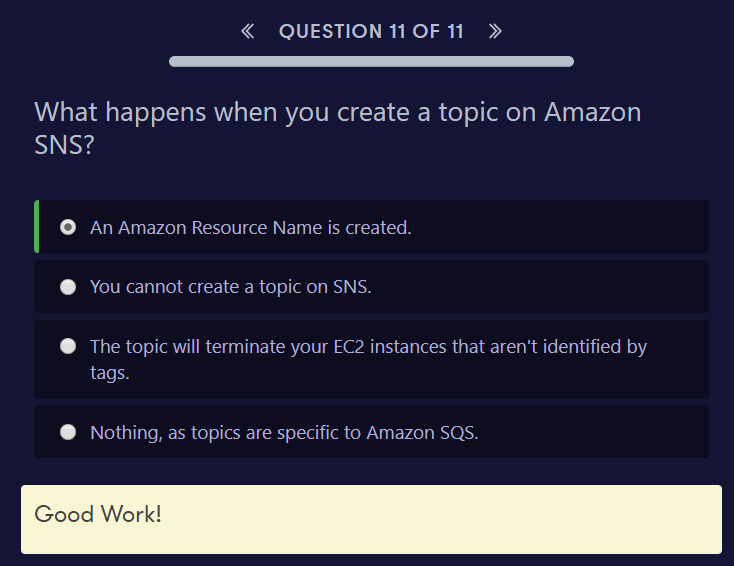 QUESTION 11 OF 11
What happens when you create a topic on Amazon
SNS?
An Amazon Resource Name is created.
You cannot create a topic on SNS.
The topic will terminate your EC2 instances that aren't identified by
tags.
Nothing, as topics are specific to Amazon SQS.
Good Work!